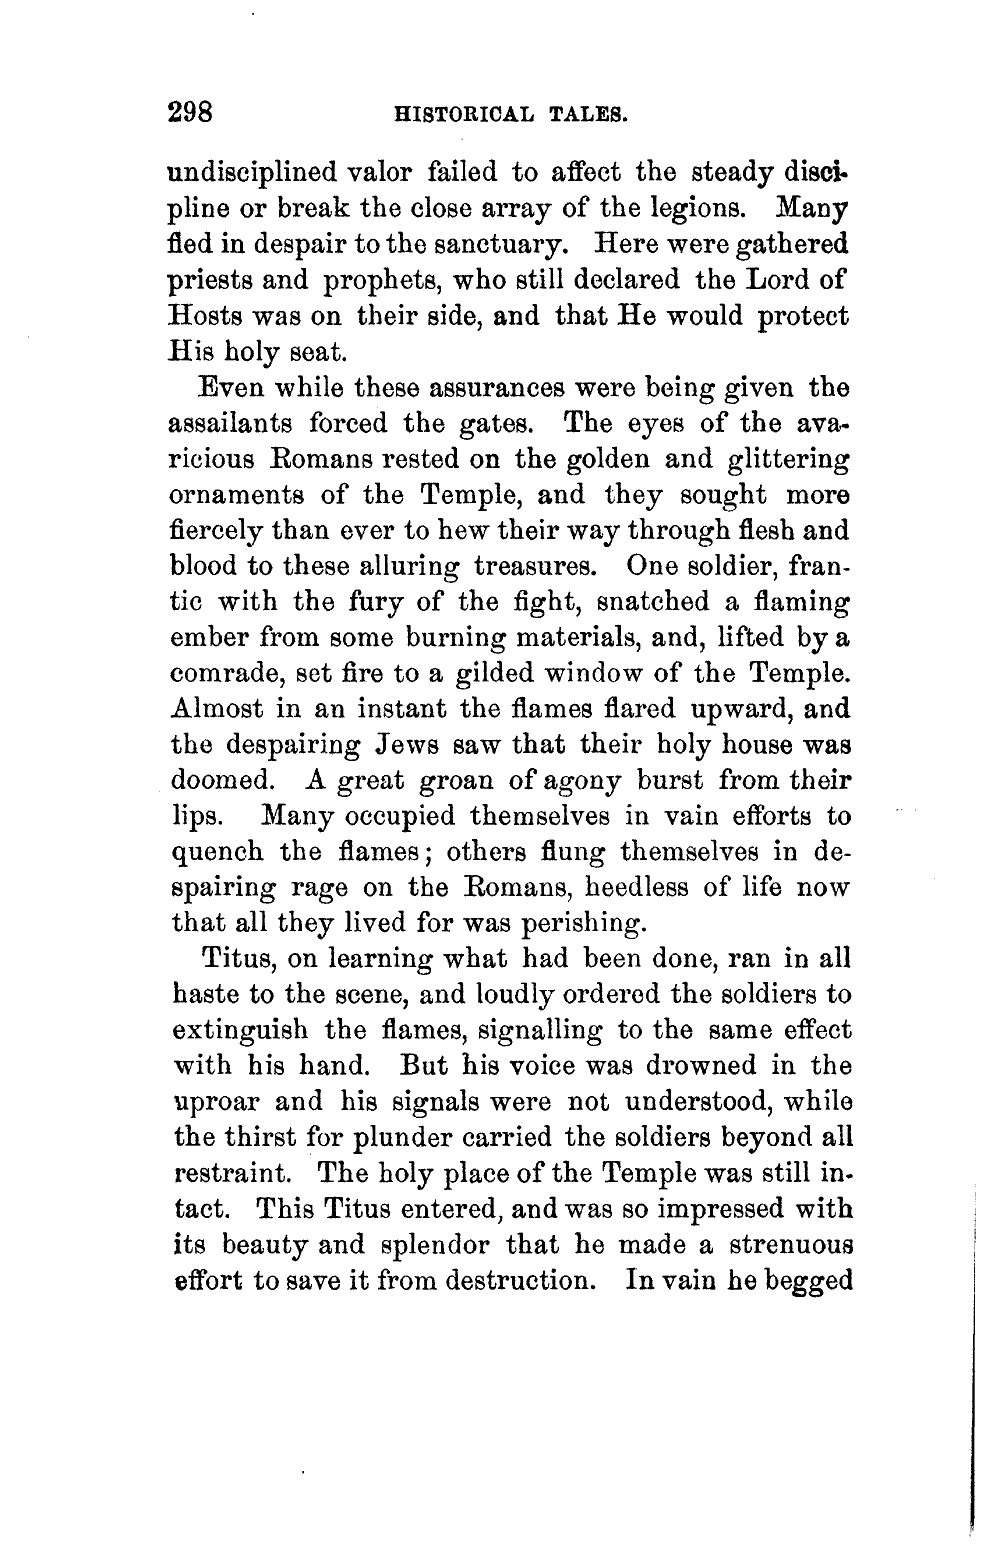 298 HISTORICAL TALES.
undisciplined valor failed to affect the steady disci-
pline or break the close array of the legions. Many
fled in despair to the sanctuary. Here were gathered
priests and prophets, who still declared the Lord of
Hosts was on their side, and that He would protect
His holy seat.
Even while these assurances were being given the
assailants forced the gates. The eyes of the ava-
ricious Romans rested on the golden and glittering
ornaments of the Temple, and they sought more
fiercely than ever to hew their way through flesh and
blood to these alluring treasures. One soldier, fran-
tic with the fury of the fight, snatched a flaming
ember from some burning materials, and, lifted by a
comrade, set fire to a gilded window of the Temple.
Almost in an instant the flames flared upward, and
the despairing Jews saw that their holy house was
doomed. A great groan of agony burst from their
lips. Many occupied themselves in vain efforts to
quench the flames; others flung themselves in de-
spairing rage on the Romans, heedless of life now
that all they lived for was perishing.
Titus, on learning what had been done, ran in all
haste to the scene, and loudly ordered the soldiers to
extinguish the flames, signalling to the same effect
with his hand. But his voice was drowned in the
uproar and his signals were not understood, while
the thirst for plunder carried the soldiers beyond all
restraint. The holy place of the Temple was still in-
tact. This Titus entered, and was so impressed with
its beauty and splendor that he made a strenuous
effort to save it from destruction. In vain he begged